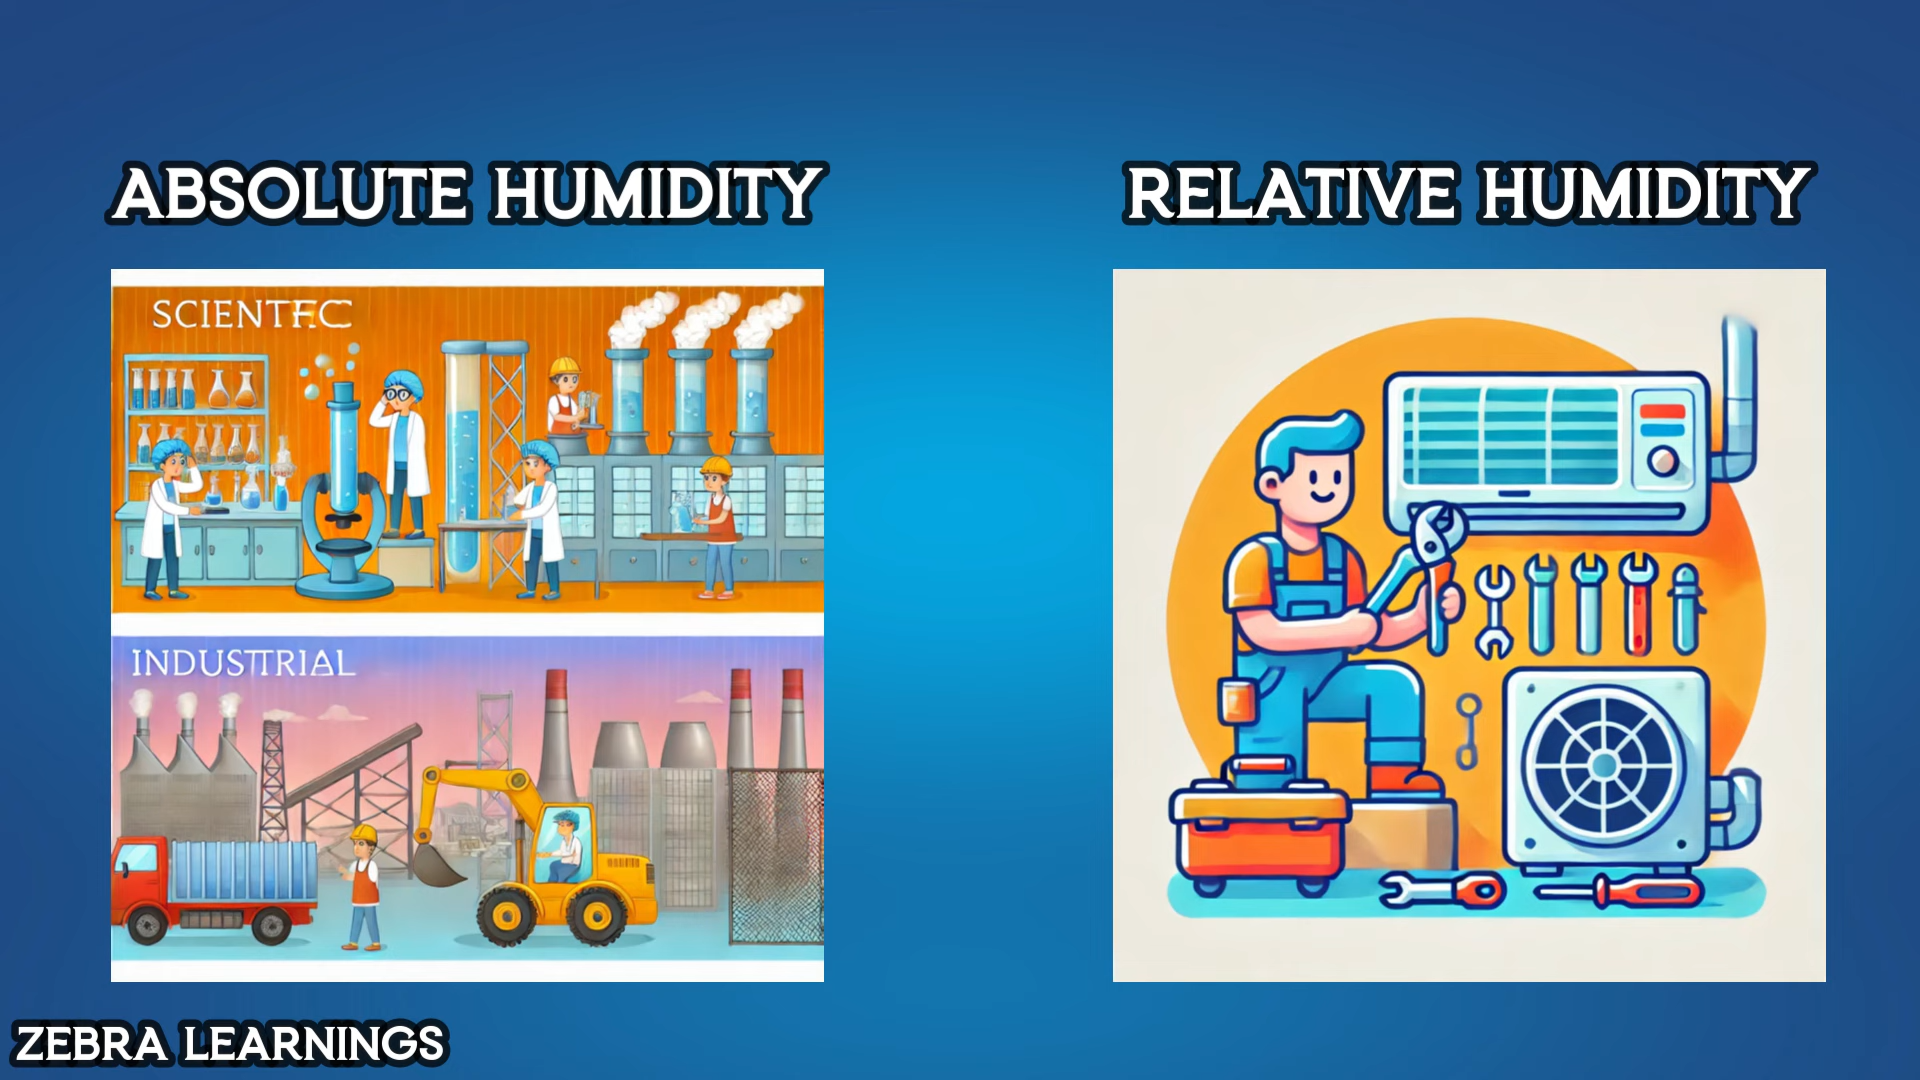 ABSOLUTE HUMIDITY
RELATIVE HUMIDITY
SCIENTFC
INDUSTTRIAL
ZEBRA LEARNINGS